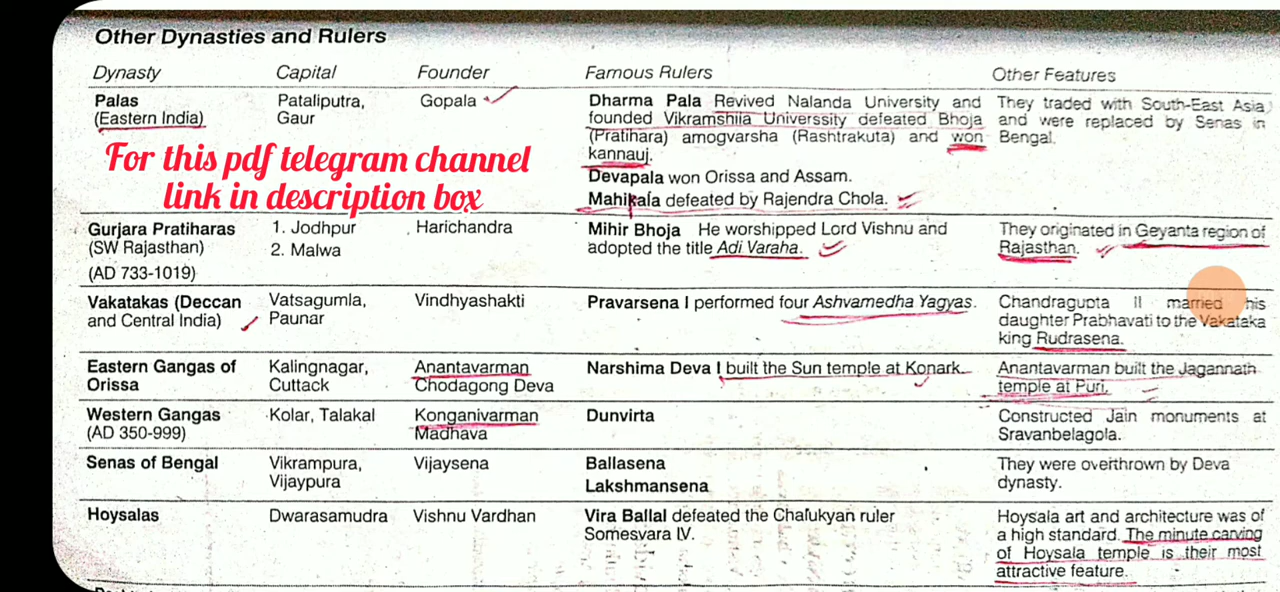 Other Dynasties and Rulers
Dynasty Capital Founder Famous Rulers Other Features
Palas
(Eastern India)
Pataliputra,
Gaur
Gopala
Dharma Pala Revived Nalanda University and
founded Vikramshila Universsity defeated Bhoja
(Pratihara) amogvarsha (Rashtrakuta) and won
kannauj.
Devapala won Orissa and Assam.
Mahipala defeated by Rajendra Chola.
They traded with South-East Asia
and were replaced by Senas in
Bengal.
For this pdf telegram channel
link in description box
Gurjara Pratiharas
(SW Rajasthan)
(AD 733-1019)
1. Jodhpur
2. Malwa
Harichandra
Mihir Bhoja He worshipped Lord Vishnu and
adopted the title Adi Varaha.
They originated in Geyanta region of
Rajasthan.
Vakatakas (Deccan
and Central India)
Vatsagumla,
Paunar
Vindhyashakti
Pravarsena I performed four Ashvamedha Yagyas.
Chandragupta II married his
daughter Prabhavati to the Vakataka
king Rudrasena.
Eastern Gangas of
Orissa
Kalingnagar,
Cuttack
Anantavarman
Chodagong Deva
Narshima Deva I built the Sun temple at Konark.
Anantavarman built the Jagannath
temple at Puri.
Western Gangas
(AD 350-999)
Kolar, Talakal
Konganivarman
Madhava
Dunvirta
Constructed Jain monuments at
Sravanbelagola.
Senas of Bengal
Vikrampura,
Vijaypura
Vijaysena
Ballasena
Lakshmansena
They were overthrown by Deva
dynasty.
Hoysalas
Dwarasamudra
Vishnu Vardhan
Vira Ballal defeated the Chalukyan ruler
Somesvara IV.
Hoysala art and architecture was of
a high standard. The minute carving
of Hoysala temple is their most
attractive feature.